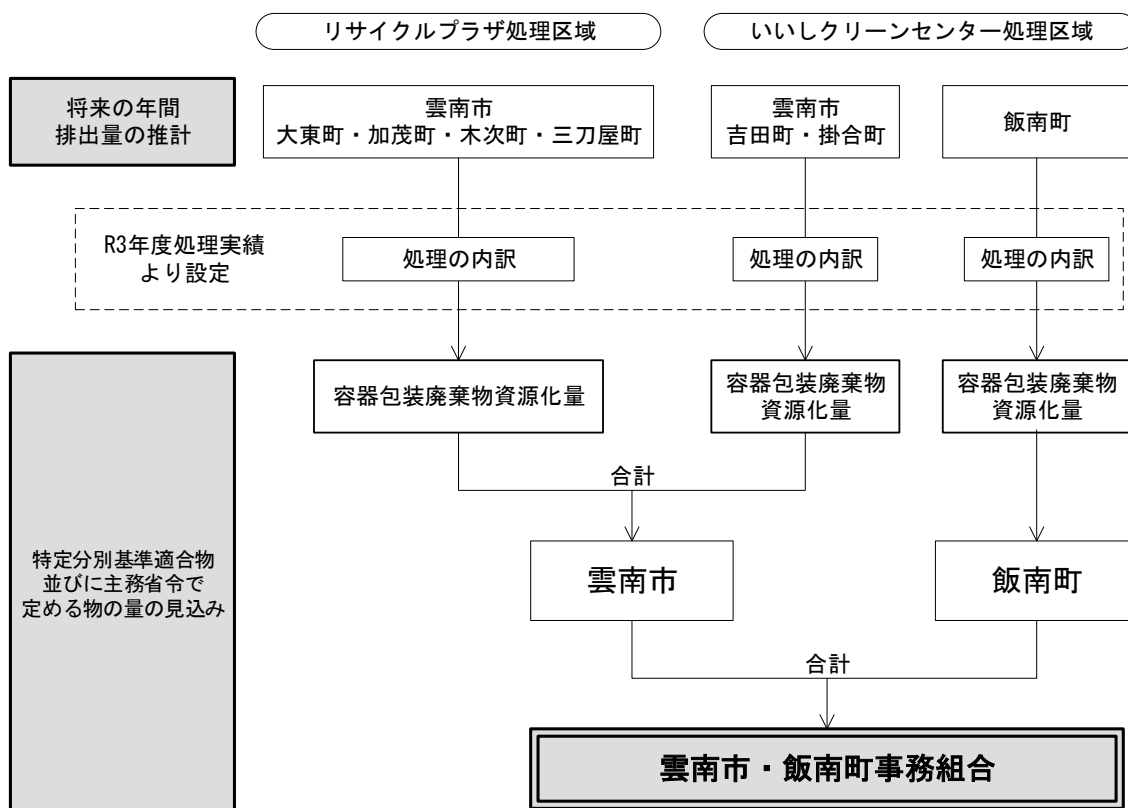 リサイクルプラザ処理区域
いいしクリーンセンター処理区域
将来の年間
排出量の推計
雲南市
大東町・加茂町・木次町・三刀屋町
雲南市
吉田町・掛合町
飯南町
R3年度処理実績
より設定
処理の内訳
処理の内訳
処理の内訳
容器包装廃棄物資源化量
容器包装廃棄物
資源化量
容器包装廃棄物
資源化量
合計
特定分別基準適合物
並びに主務省令で
定める物の量の見込み
雲南市
飯南町
合計
雲南市・飯南町事務組合